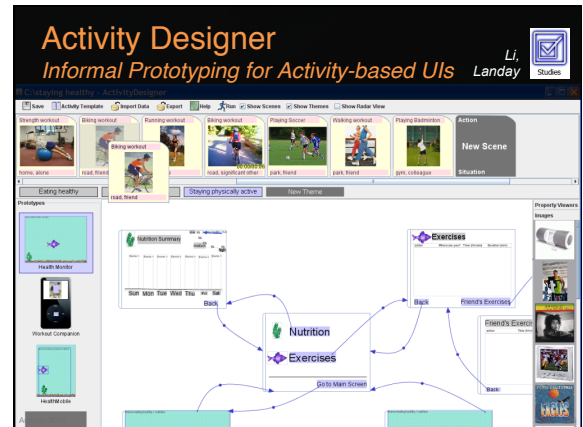 Activity Designer
Informal Prototyping for Activity-based UIs
Li,
Landay
Studies
C:\staying healthy - ActivityDesigner
Save Activity Template Import Data Export Help Run Show Scenes Show Themes Show Radar View
Strength workout
Biking workout
Running workout
Biking workout
Playing Soccer
Walking workout
Playing Badminton
Action
New Scene
Situation
Biking workout
road, friend
home, alone
road, friend
road, significant other
park, friend
park, friend
gym, colleague
Eating healthy
Staying physically active
New Theme
Prototypes
Property Viewers
Images
Health Monitor
Workout Companion
HealthMobile
Nutrition Summary
Sun Mon Tue Wed Thu Fri Sat
Back
Exercises
Back
Friend's Exercises
Nutrition
Exercises
Go to Main Screen
Friend's Exerci
Back
EAGLES